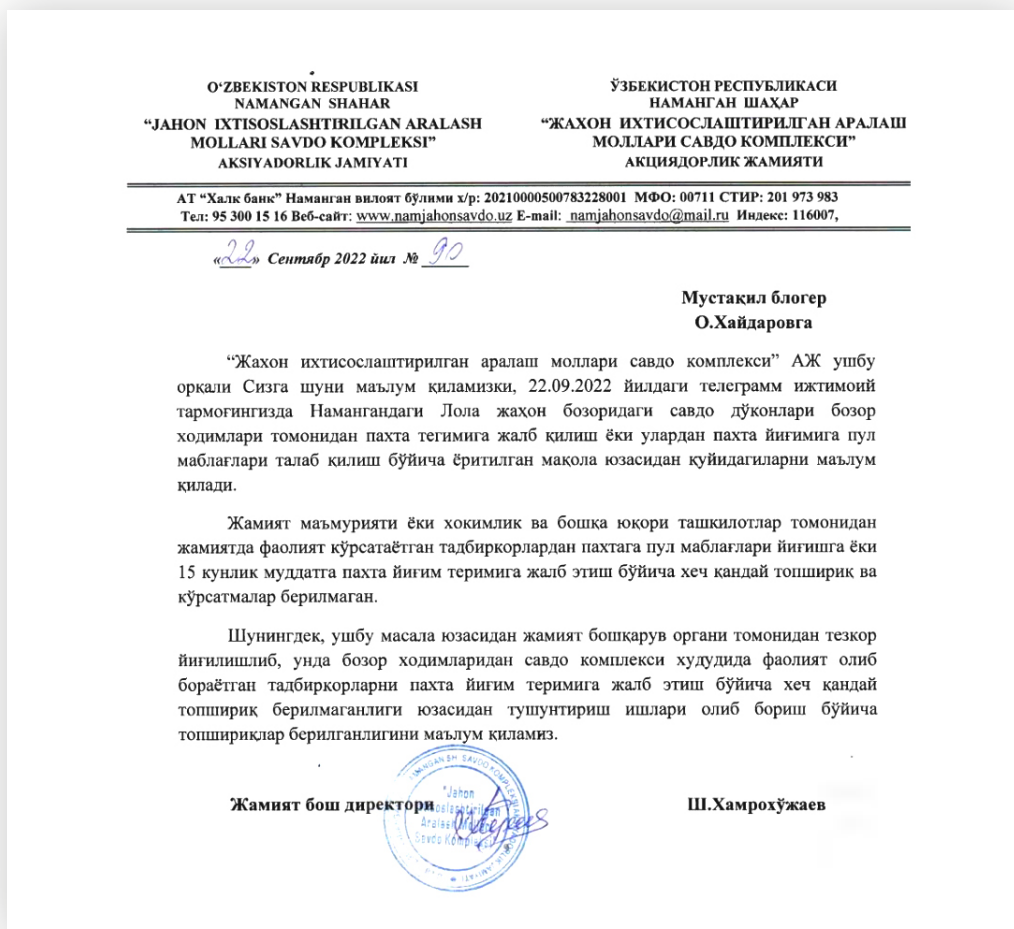 O‘ZBEKISTON RESPUBLIKASI
NAMANGAN SHAHAR
“JAHON IXTISOSLASHTIRILGAN ARALASH
MOLLARI SAVDO KOMPLEKSI”
AKSIYADORLIK JAMIYATI
ЎЗБЕКИСТОН РЕСПУБЛИКАСИ
НАМАНГАН ШАҲАР
“ЖАХОН ИХТИСОСЛАШТИРИЛГАН АРАЛАШ
МОЛЛАРИ САВДО КОМПЛЕКСИ”
АКЦИЯДОРЛИК ЖАМИЯТИ
АТ “Халк банк” Наманган вилоят бўлими х/р: 20210000500783228001 МФО: 00711 СТИР: 201 973 983
Тел: 95 300 15 16 Веб-сайт: www.namjahonsavdo.uz E-mail: namjahonsavdo@mail.ru Индекс: 116007,
«22» Сентябр 2022 йил № 90
Мустақил блогер
О.Хайдаровга
“Жахон ихтисослаштирилган аралаш моллари савдо комплекси” АЖ ушбу
орқали Сизга шуни маълум қиламизки, 22.09.2022 йилдаги телеграмм ижтимоий
тармоғингизда Намангандаги Лола жаҳон бозоридаги савдо дўконлари бозор
ходимлари томонидан пахта тегимига жалб қилиш ёки улардан пахта йиғимига пул
маблағлари талаб қилиш бўйича ёритилган мақола юзасидан қуйидагиларни маълум
қилади.
Жамият маъмурияти ёки хокимлик ва бошқа юқори ташкилотлар томонидан
жамиятда фаолият кўрсатаётган тадбиркорлардан пахтага пул маблағлари йиғишга ёки
15 кунлик муддатга пахта йиғим теримига жалб этиш бўйича хеч қандай топшириқ ва
кўрсатмалар берилмаган.
Шунингдек, ушбу масала юзасидан жамият бошқарув органи томонидан тезкор
йиғилишлиб, унда бозор ходимларидан савдо комплекси худудида фаолият олиб
бораётган тадбиркорларни пахта йиғим теримига жалб этиш бўйича хеч қандай
топшириқ берилмаганлиги юзасидан тушунтириш ишлари олиб бориш бўйича
топшириқлар берилганлигини маълум қиламиз.
Жамият бош директори
"Jahon
Ixtisoslashtirilgan
Aralash Mollari
Savdo Kompleksi"
Ш.Хамрохўжаев